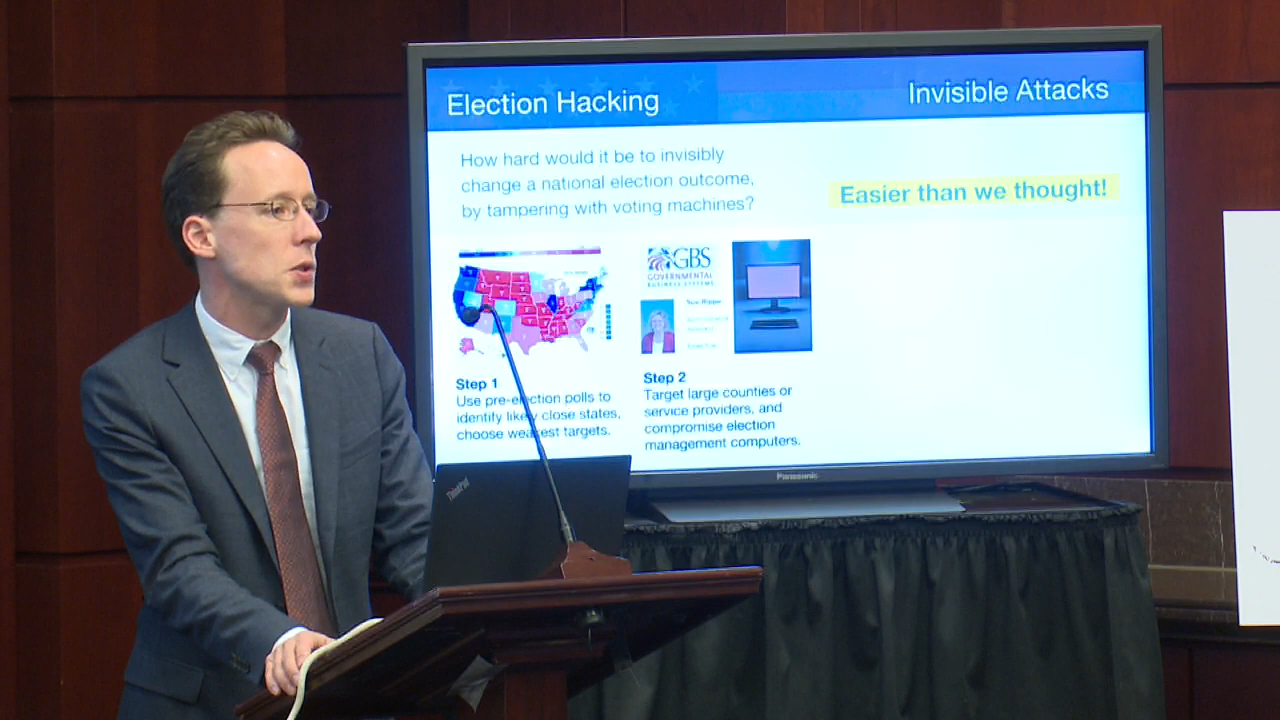 Election Hacking
Invisible Attacks
How hard would it be to invisibly
change a national election outcome,
by tampering with voting machines?
Easier than we thought!
GBS
GOVERNMENTAL
BUSINESS SYSTEMS
Step 1
Use pre-election polls to
identify likely close states,
choose weakest targets.
Step 2
Target large counties or
service providers, and
compromise election
management computers.
Panasonic
ThinkPad